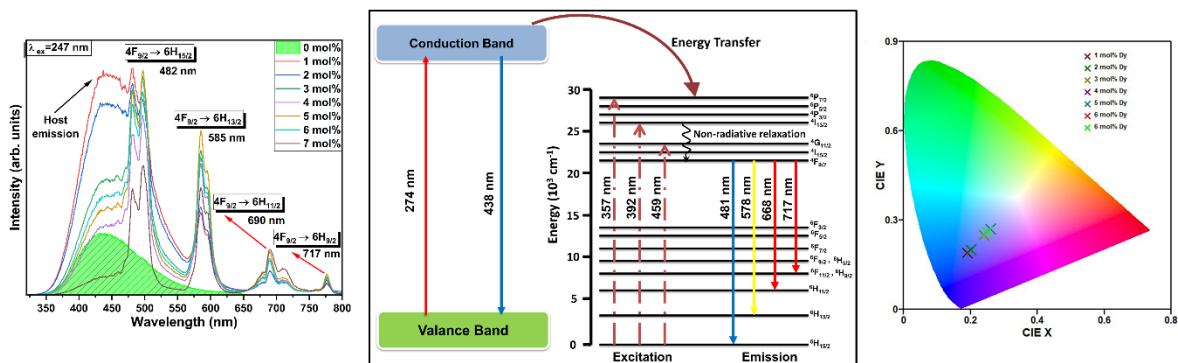 λ ex=247 nm
4F9/2→ 6H15/2
482 nm
Host
emission
4F9/2→ 6H13/2
585 nm
4F9/2→ 6H11/2
690 nm
4F9/2→ 6H9/2
717 nm
0 mol%
1 mol%
2 mol%
3 mol%
4 mol%
5 mol%
6 mol%
7 mol%
Intensity (arb. units)
350 400 450 500 550 600 650 700 750 800
Wavelength (nm)
Conduction Band
Energy Transfer
274 nm
438 nm
Valance Band
Energy (10³ cm⁻¹)
30
25
20
15
10
5
0
Non-radiative relaxation
357 nm
392 nm
459 nm
481 nm
578 nm
668 nm
717 nm
⁶P7/2
⁴I13/2
⁴G11/2
⁴I15/2
⁴F9/2
⁶F7/2
⁶F9/2 , ⁶H5/2
⁶F11/2 , ⁶H9/2
⁶H11/2
⁶H13/2
⁶H15/2
Excitation
Emission
1 mol% Dy
2 mol% Dy
3 mol% Dy
4 mol% Dy
5 mol% Dy
6 mol% Dy
6 mol% Dy
CIE Y
0.9
0.6
0.3
0
0 0.2 0.4 0.6 0.8
CIE X